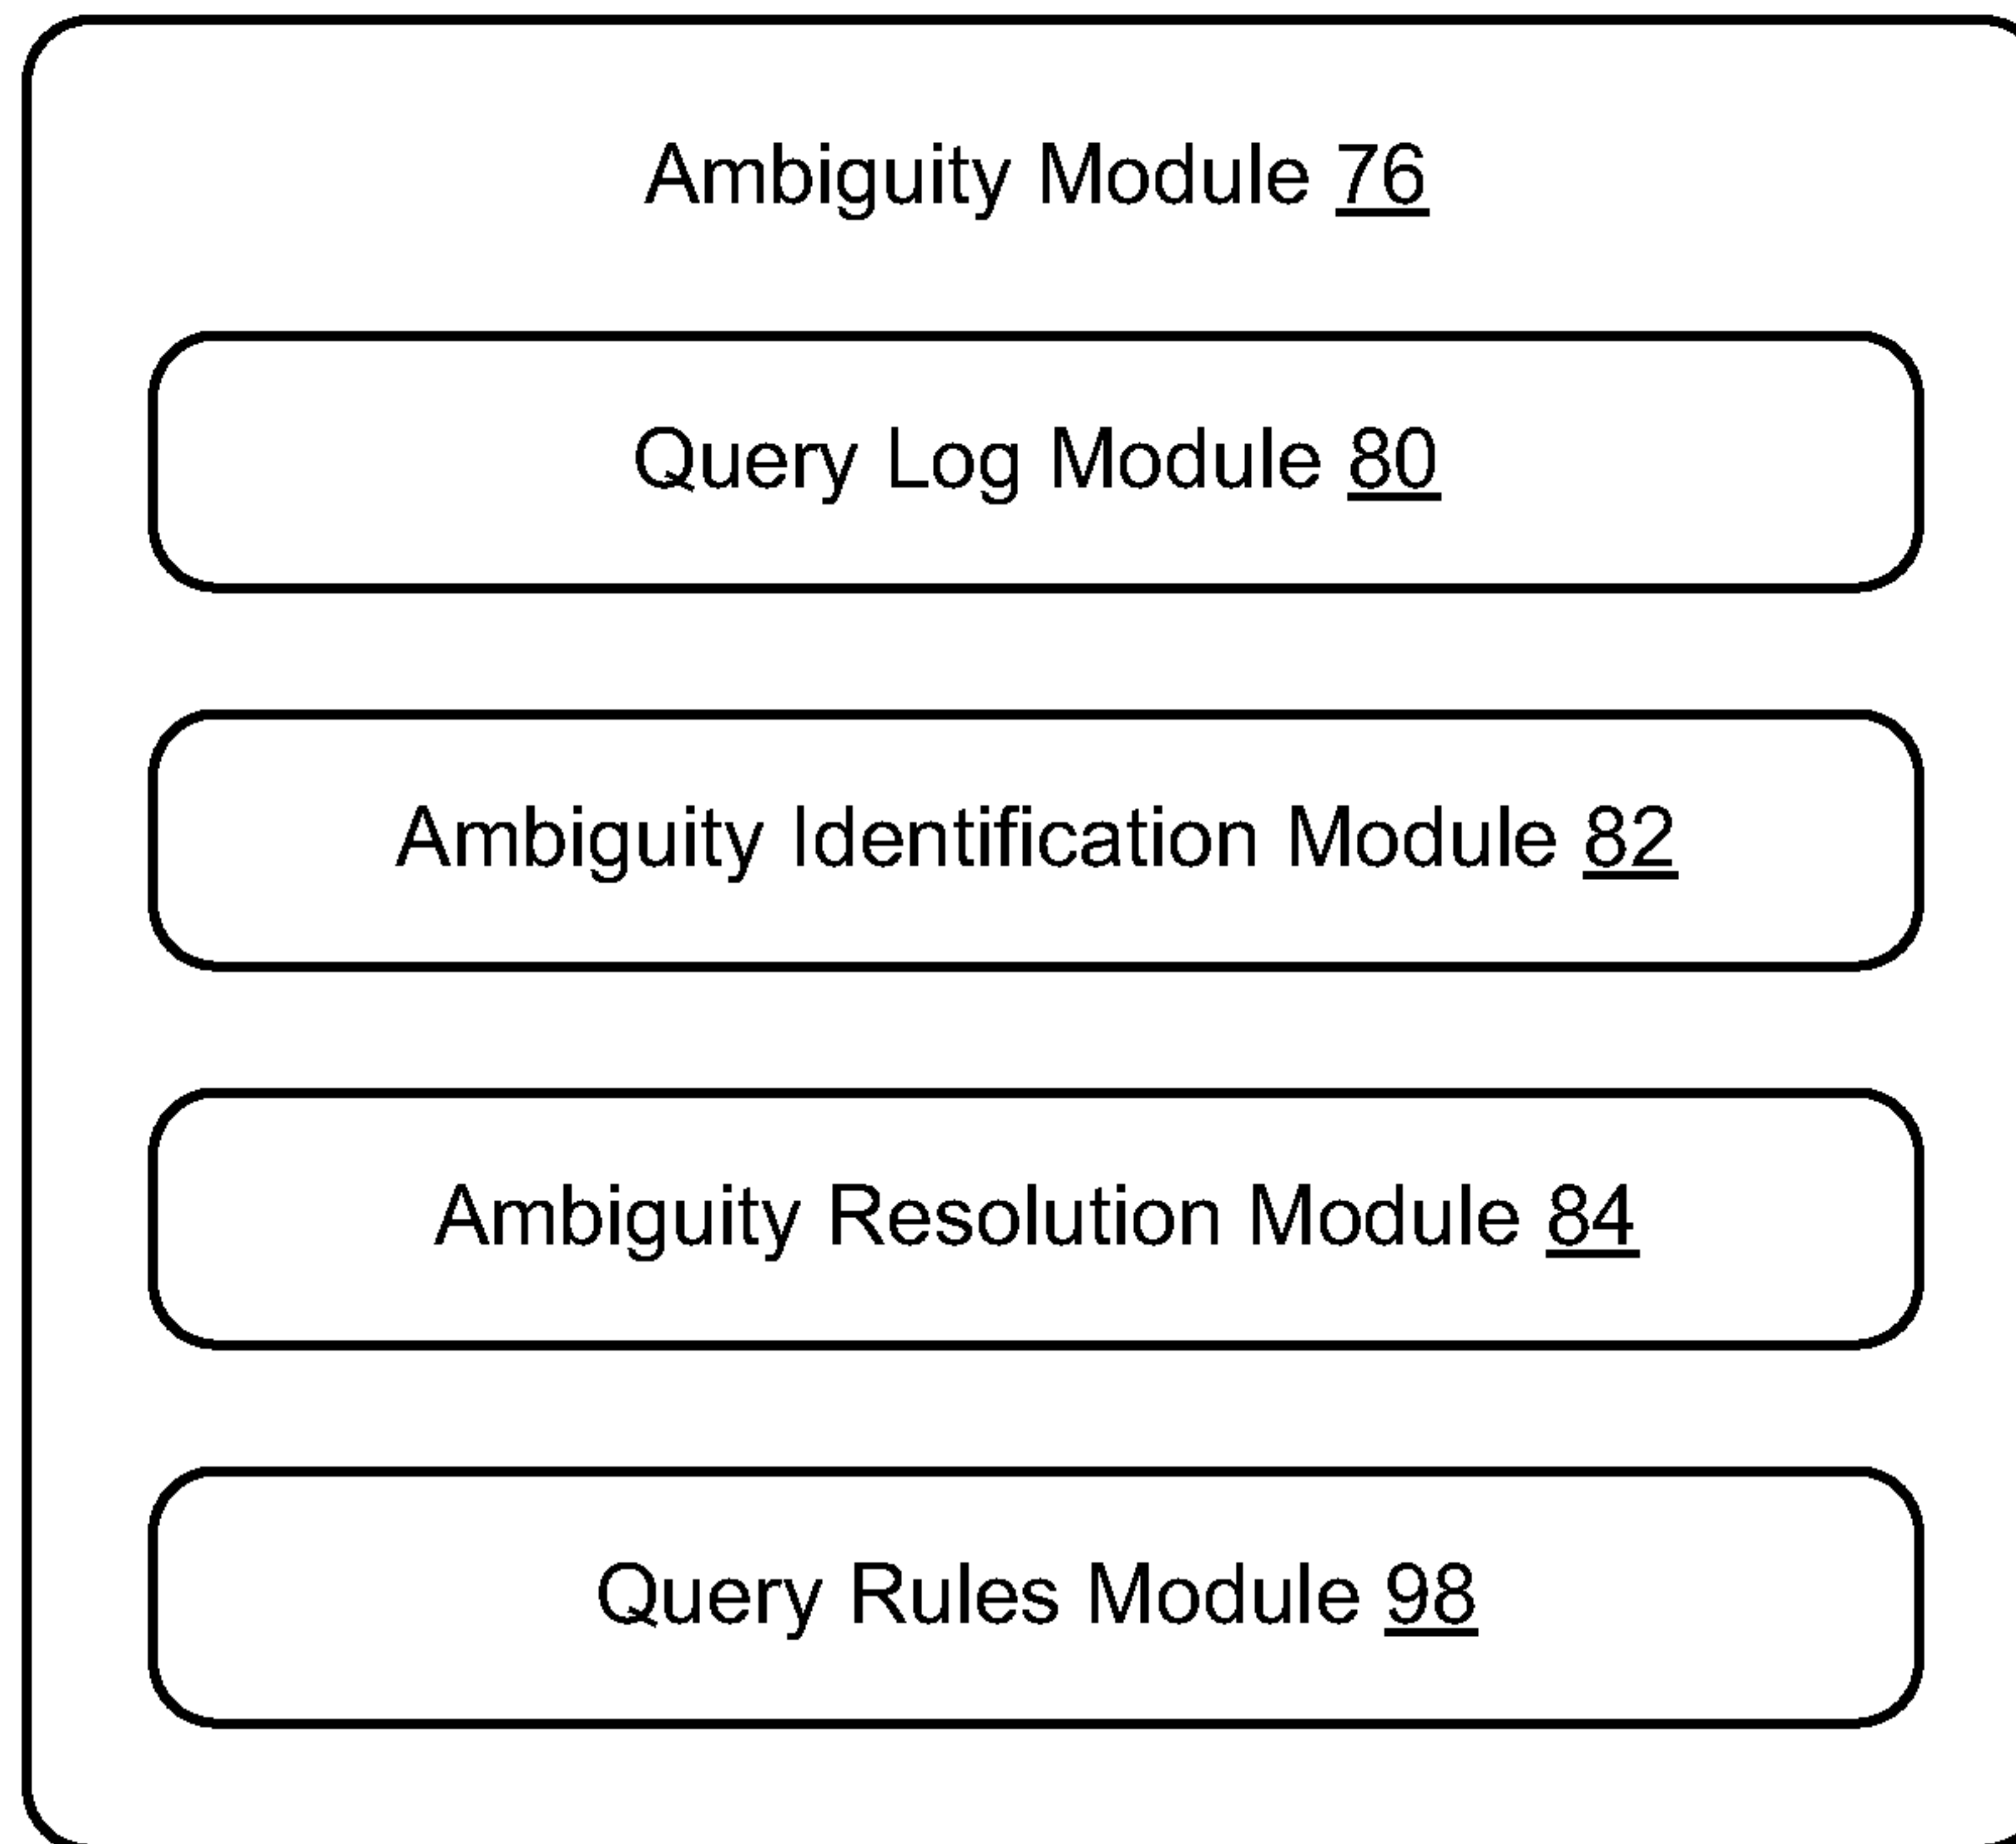 Ambiguity Module 76
Query Log Module 80
Ambiguity Identification Module 82
Ambiguity Resolution Module 84
Query Rules Module 98